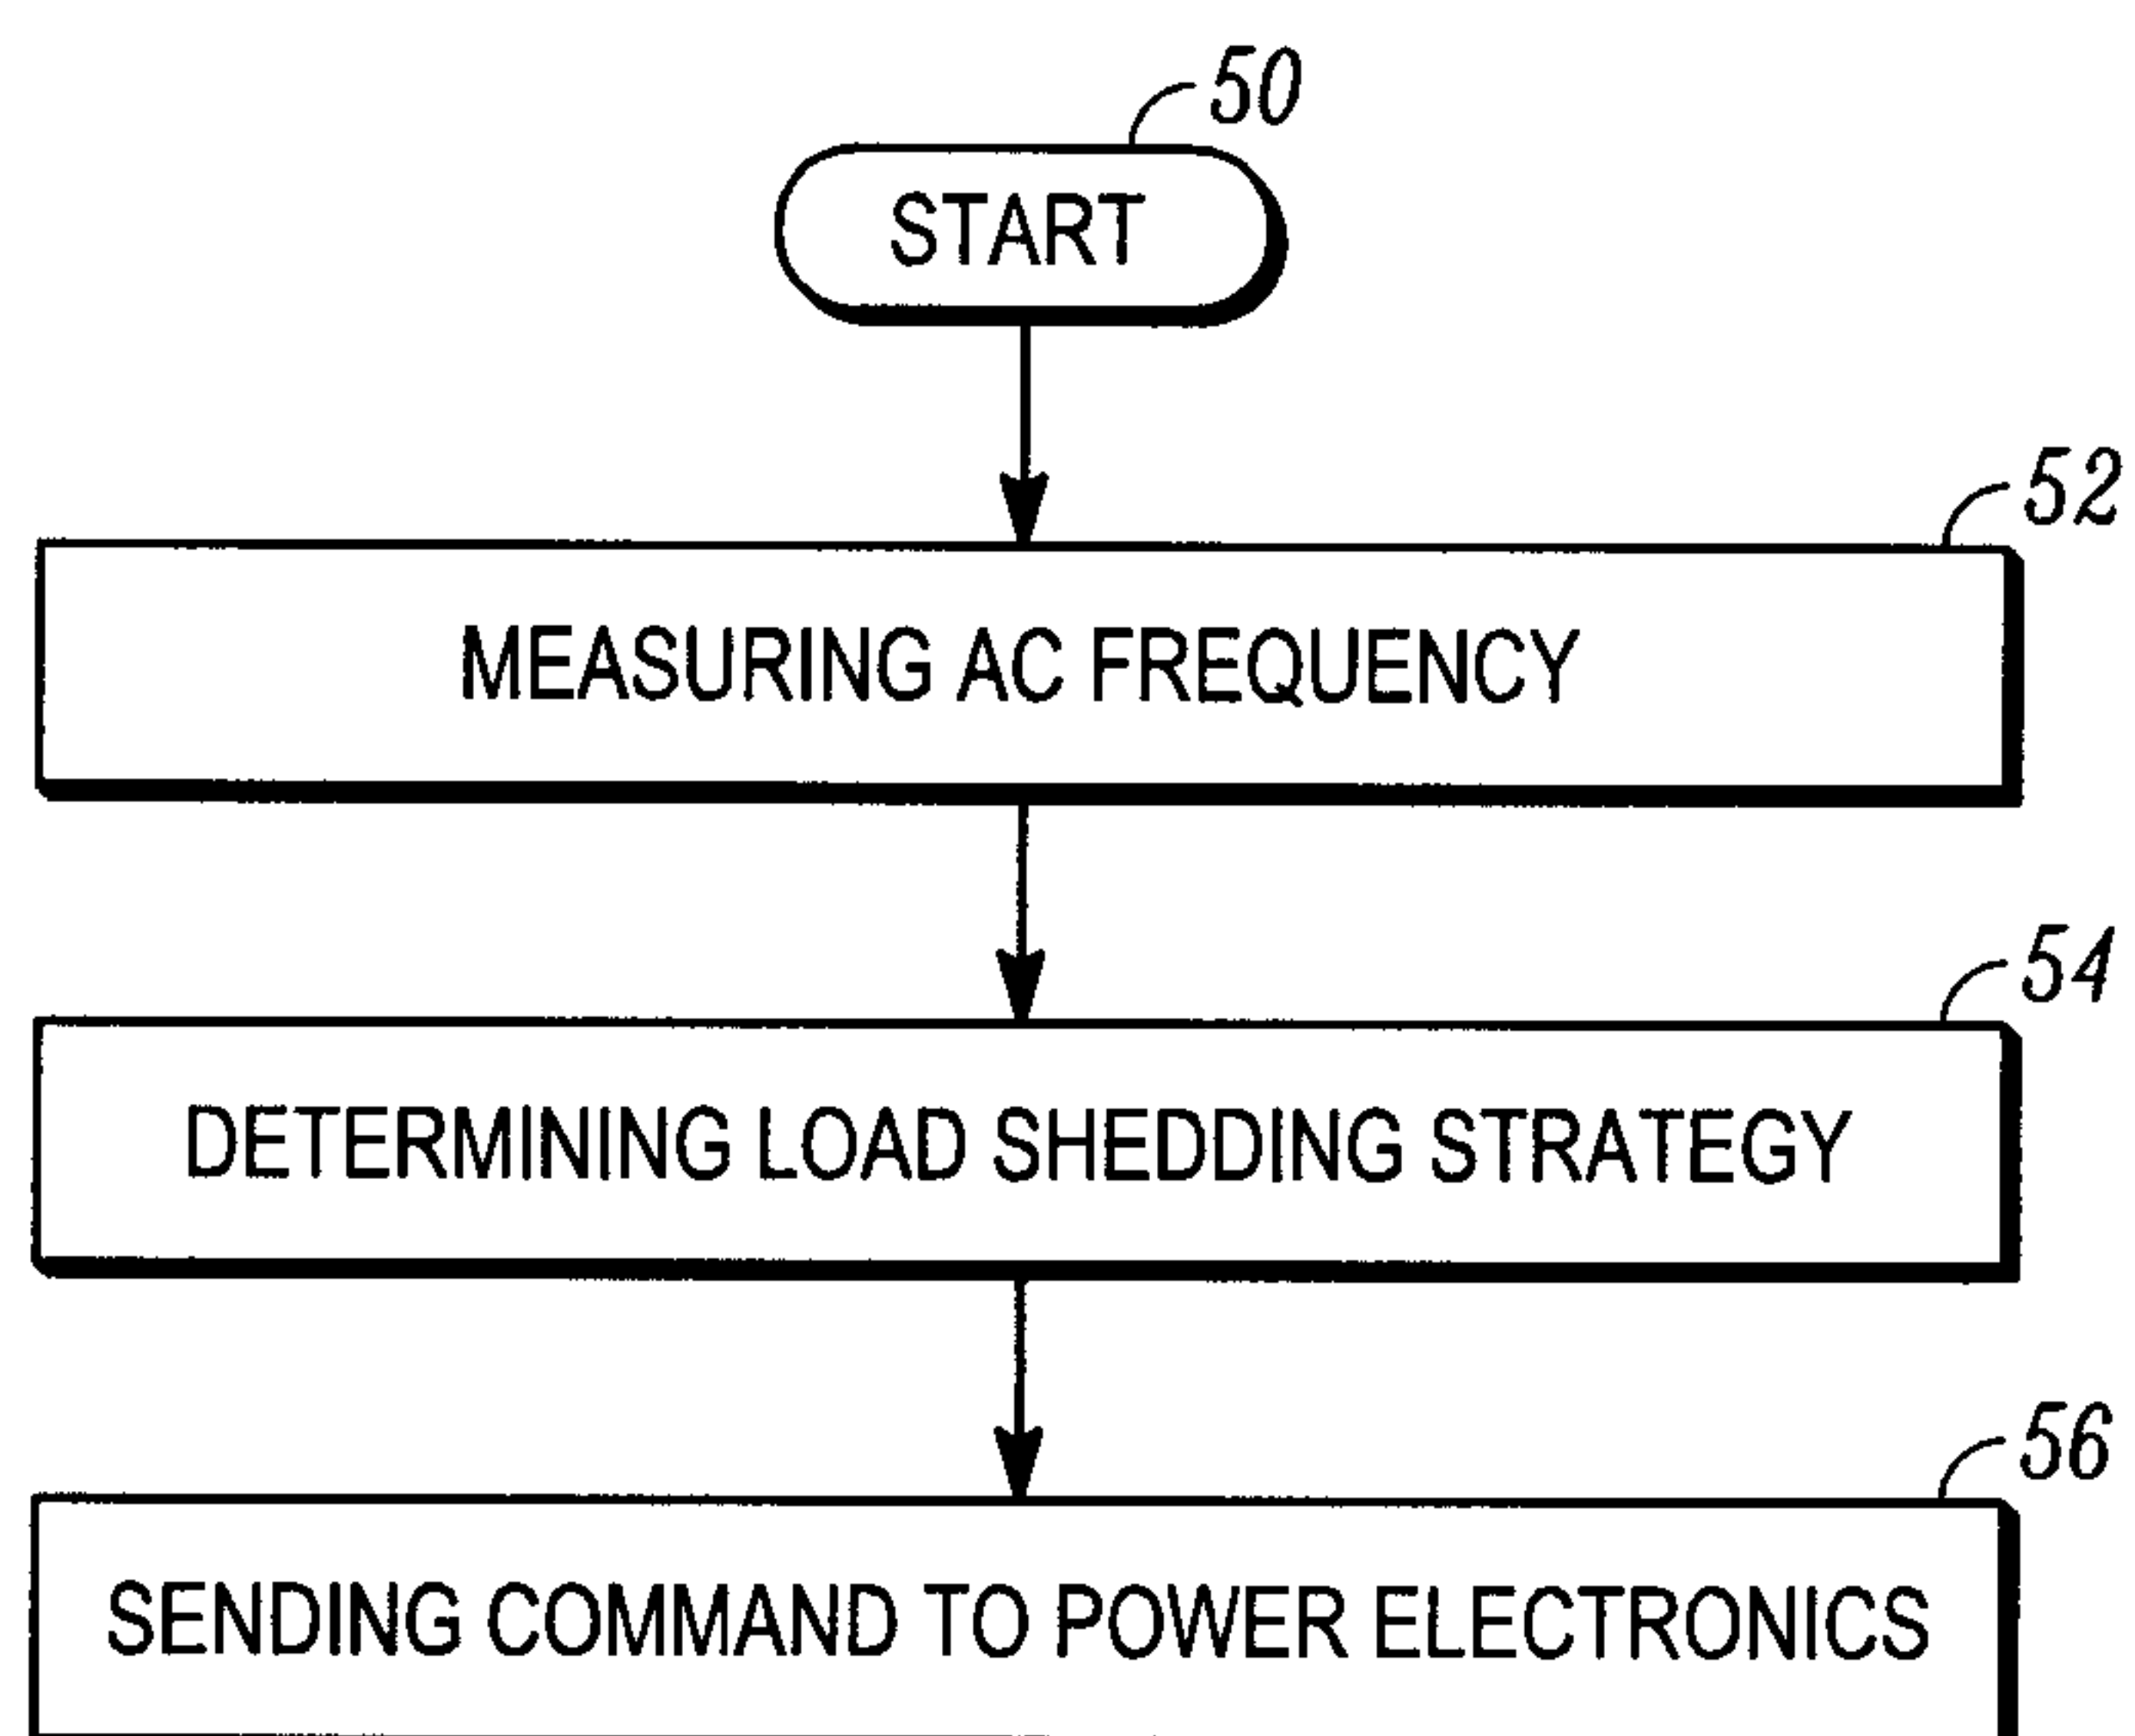 50
START
52
MEASURING AC FREQUENCY
54
DETERMINING LOAD SHEDDING STRATEGY
56
SENDING COMMAND TO POWER ELECTRONICS